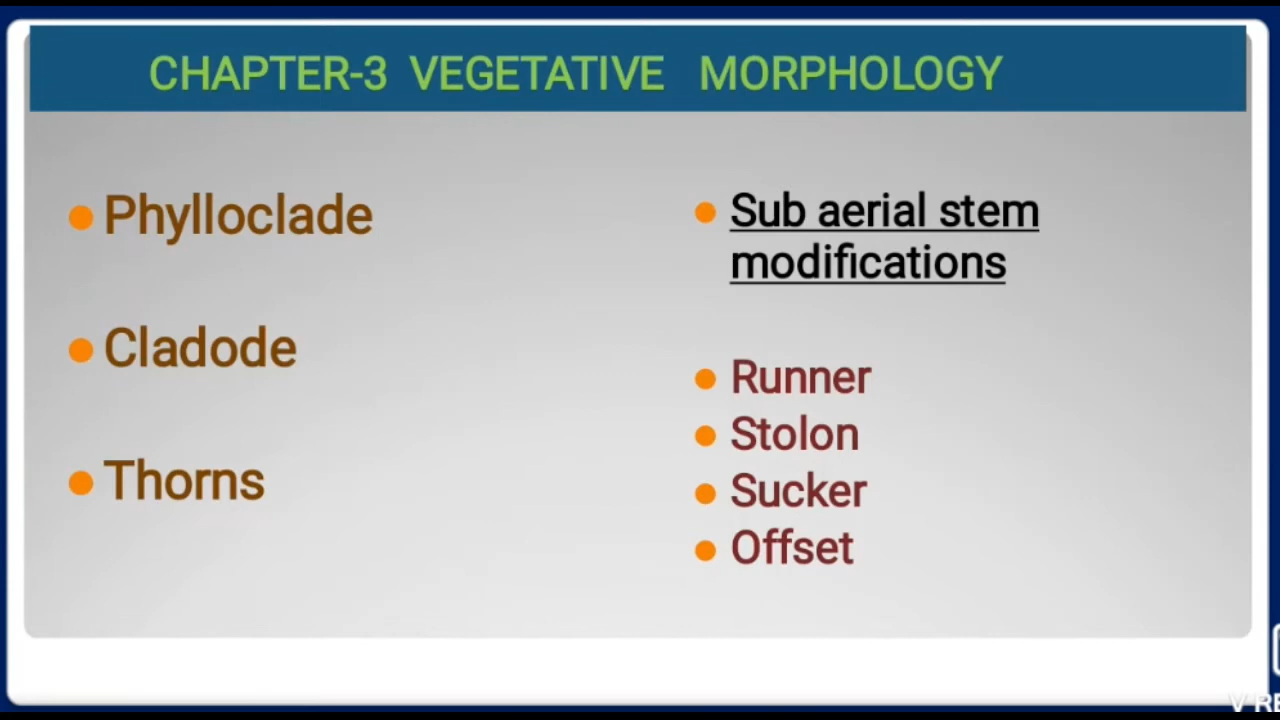 CHAPTER-3 VEGETATIVE MORPHOLOGY
Phylloclade
Cladode
Thorns
Sub aerial stem
modifications
Runner
Stolon
Sucker
Offset